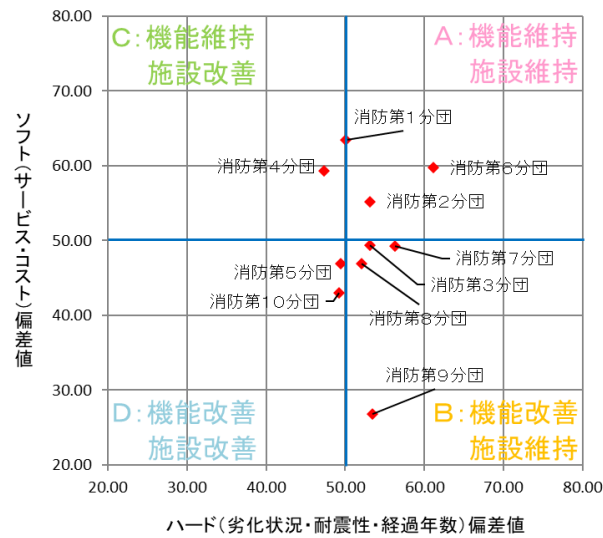 80.00
70.00
60.00
50.00
40.00
30.00
20.00
ソフト(サービス・コスト)偏差値
C:機能維持
施設改善
A:機能維持
施設維持
消防第1分団
消防第4分団
消防第6分団
消防第2分団
消防第7分団
消防第5分団
消防第3分団
消防第10分団
消防第8分団
消防第9分団
D:機能改善
施設改善
B:機能改善
施設維持
20.00 30.00 40.00 50.00 60.00 70.00 80.00
ハード(劣化状況・耐震性・経過年数)偏差値